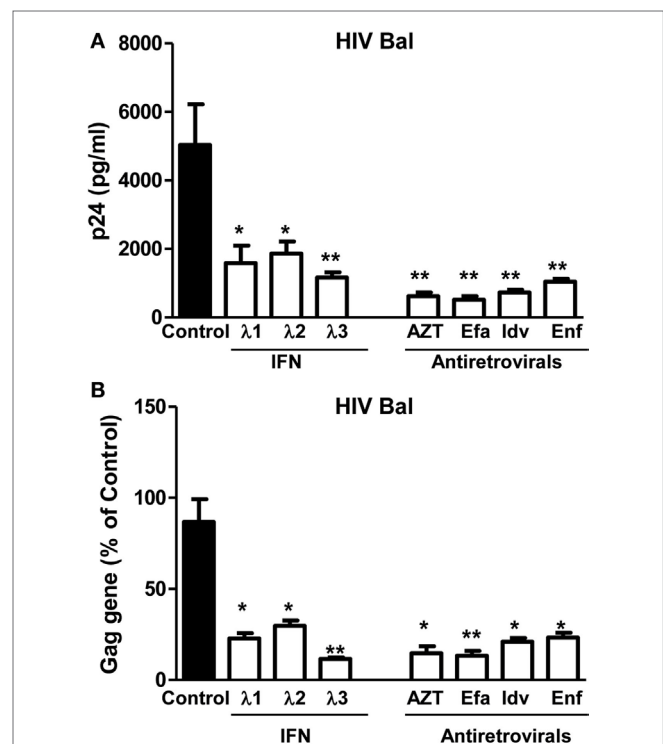 A
HIV Bal
8000
6000
4000
2000
0
p24 (pg/ml)
* * ** ** ** ** **
Control λ1 λ2 λ3 AZT Efa Idv Enf
IFN Antiretrovirals
B
HIV Bal
150
100
50
0
Gag gene (% of Control)
* * ** * ** * *
Control λ1 λ2 λ3 AZT Efa Idv Enf
IFN Antiretrovirals